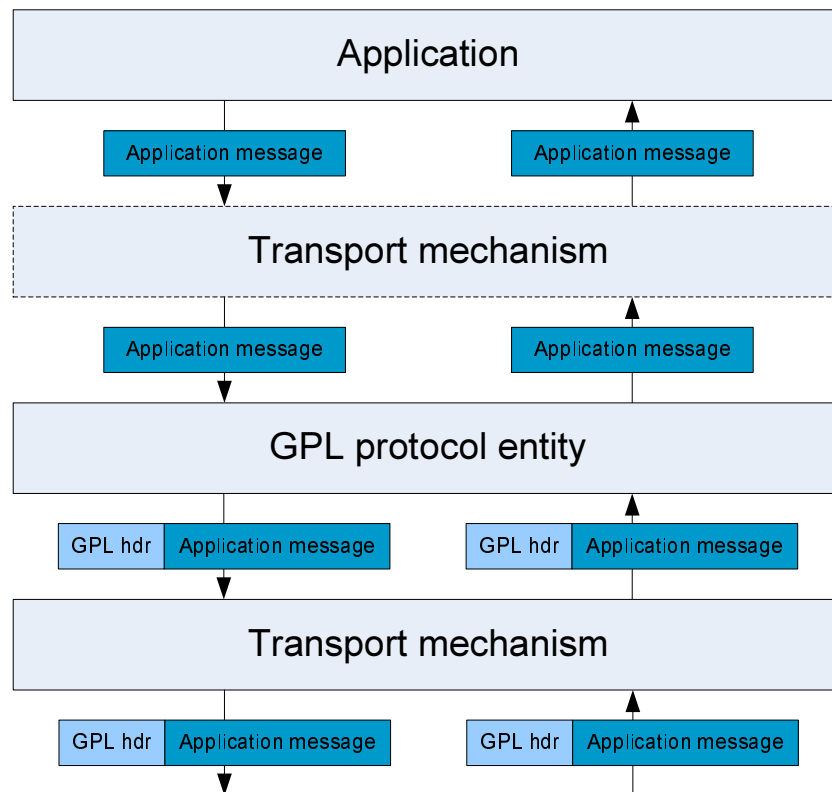 Application
Application message
Application message
Transport mechanism
Application message
Application message
GPL protocol entity
GPL hdr Application message
GPL hdr Application message
Transport mechanism
GPL hdr Application message
GPL hdr Application message